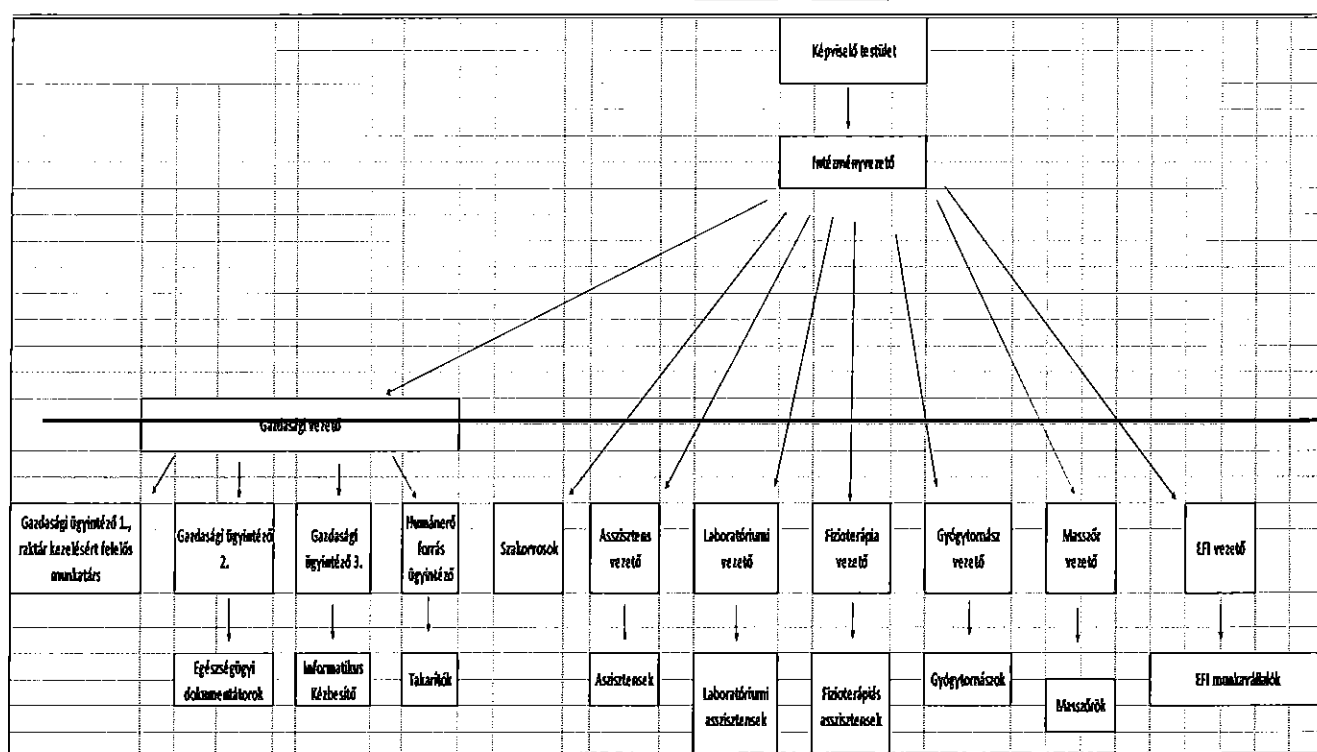 Képviselő testület
Intézményvezető
Gazdasági vezető
Gazdasági ügyintéző 1.,
raktár kezelésért felelős
munkatárs
Gazdasági ügyintéző
2.
Gazdasági
ügyintéző 3.
Humánerő
forrás
ügyintéző
Szakorvosok
Asszisztens
vezető
Laboratóriumi
vezető
Fizioterápia
vezető
Gyógytornász
vezető
Masszőr
vezető
EFI vezető
Egészségügyi
dokumentátorok
Informatikus
Kézbesítő
Takarítók
Aszisztensek
Laboratóriumi
asszisztensek
Fizioterápiás
asszisztensek
Gyógytornászok
Masszőrök
EFI munkavállalók